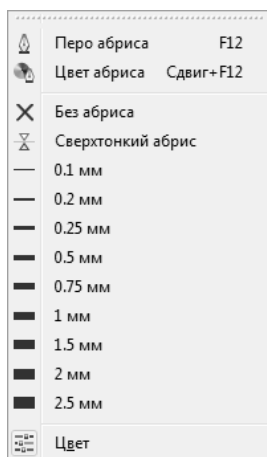 Перо абриса F12
Цвет абриса Сдвиг+F12
Без абриса
Сверхтонкий абрис
0.1 мм
0.2 мм
0.25 мм
0.5 мм
0.75 мм
1 мм
1.5 мм
2 мм
2.5 мм
Цвет